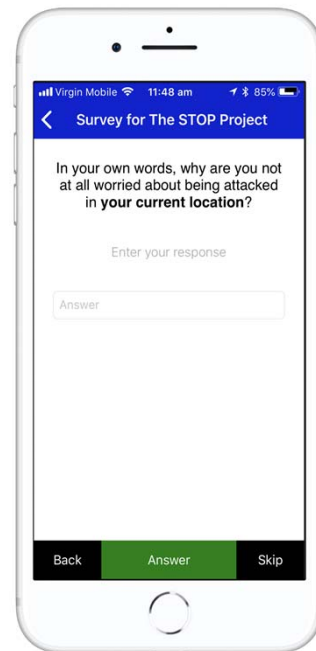 Virgin Mobile 11:48 am 85%
Survey for The STOP Project
In your own words, why are you not
at all worried about being attacked
in your current location?
Enter your response
Answer
Back Answer Skip